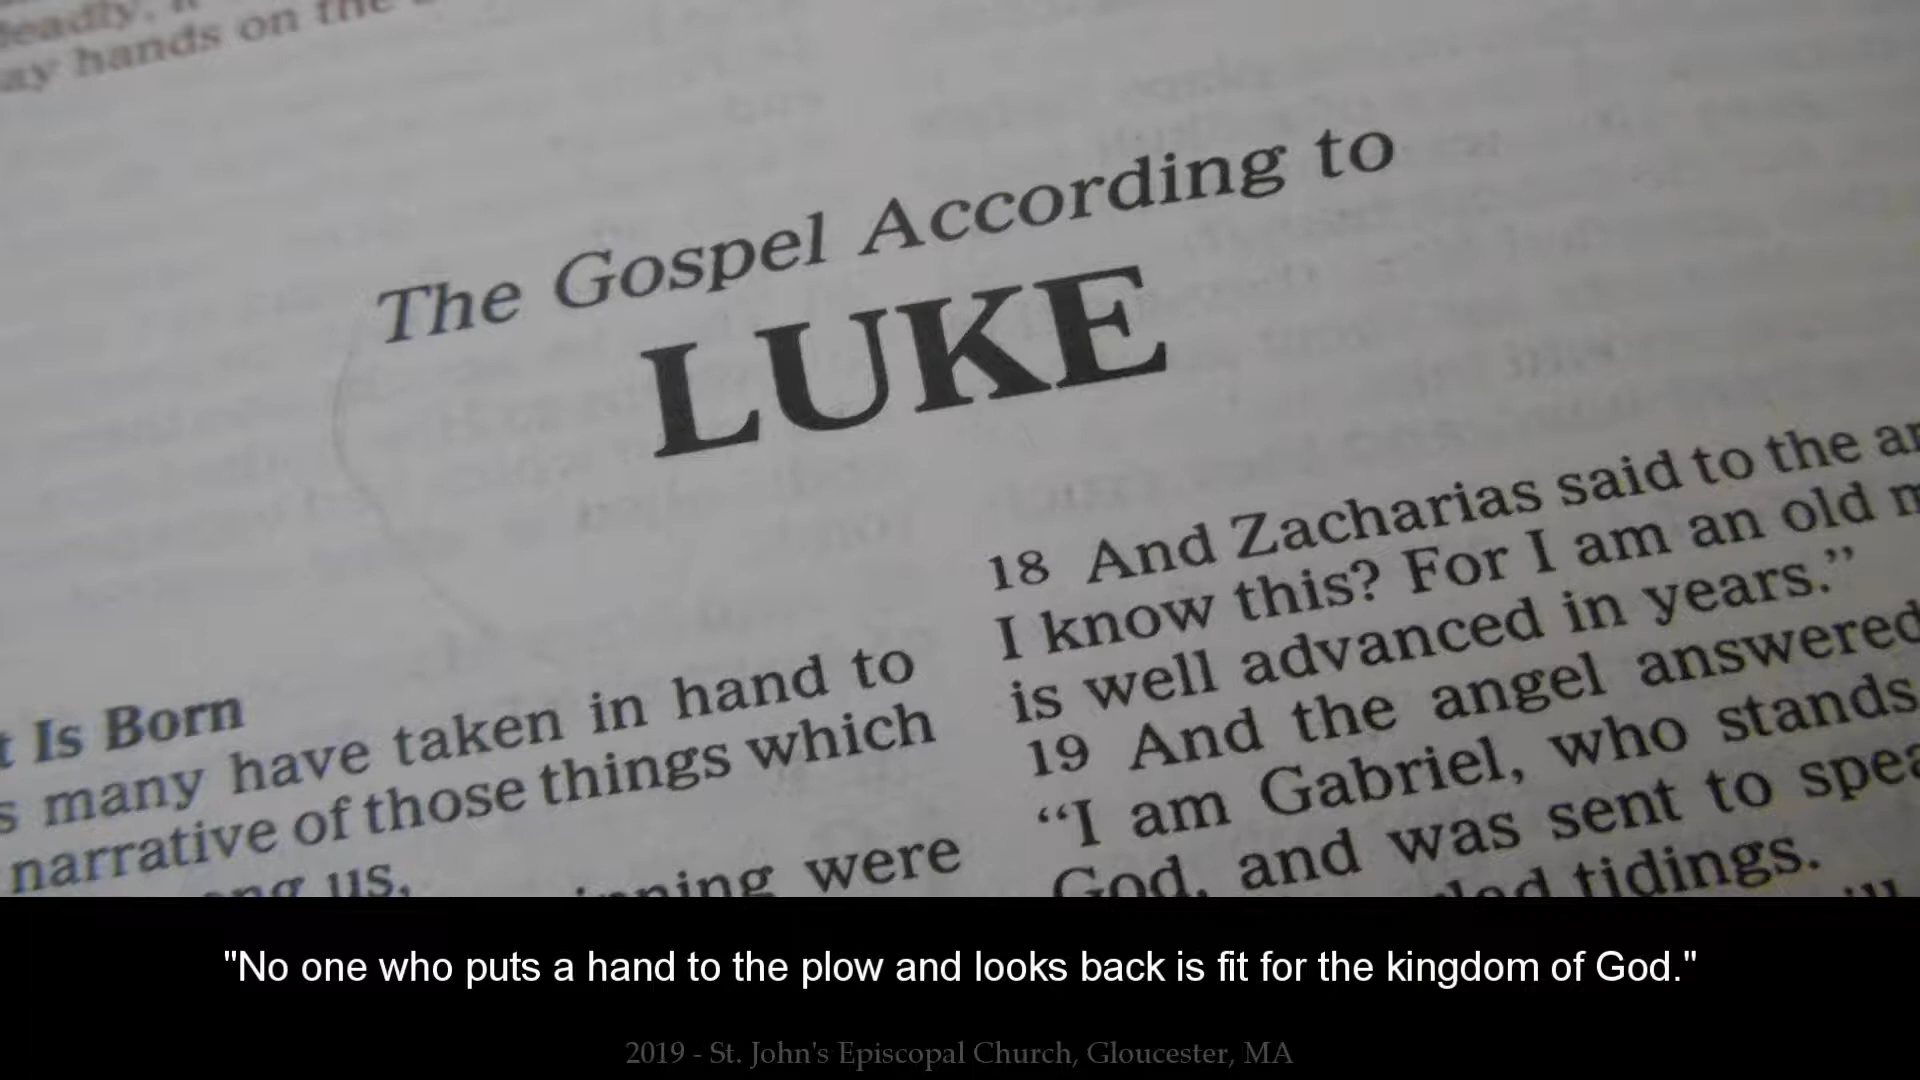 hands on the
The Gospel According to
LUKE
Is Born
many have taken in hand to
narrative of those things which
us,
were
18 And Zacharias said to the
I know this? For I am an old
is well advanced in years.”
19 And the angel answered
“I am Gabriel, who stands
God, and was sent to
tidings.
"No one who puts a hand to the plow and looks back is fit for the kingdom of God."
2019 - St. John's Episcopal Church, Gloucester, MA